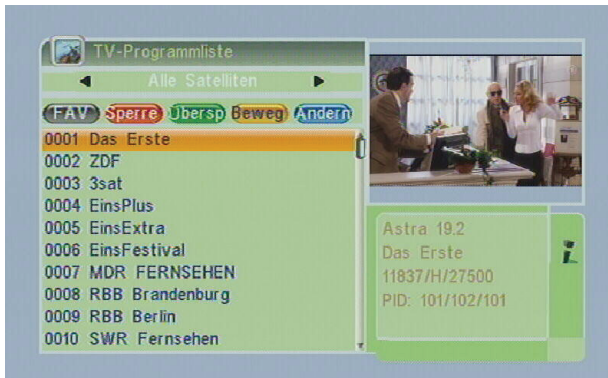 TV-Programmliste
Alle Satelliten
FAV Sperre Übersp Beweg Ändern
0001 Das Erste
0002 ZDF
0003 3sat
0004 EinsPlus
0005 EinsExtra
0006 EinsFestival
0007 MDR FERNSEHEN
0008 RBB Brandenburg
0009 RBB Berlin
0010 SWR Fernsehen
Astra 19.2
Das Erste
11837/H/27500
PID: 101/102/101
i